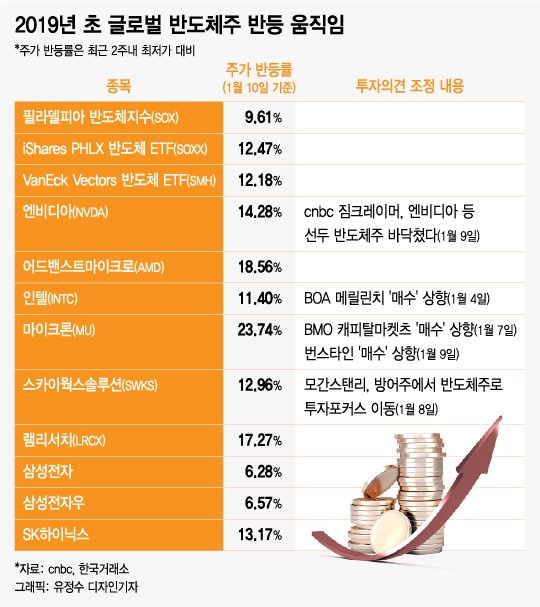 2019년 초 글로벌 반도체주 반등 움직임
*주가 반등률은 최근 2주내 최저가 대비
종목
주가 반등률
(1월 10일 기준)
투자의견 조정 내용
필라델피아 반도체지수(SOX) 9.61%
iShares PHLX 반도체 ETF(SOXX) 12.47%
VanEck Vectors 반도체 ETF(SMH) 12.18%
엔비디아(NVDA) 14.28% cnbc 짐크레이머, 엔비디아 등
선두 반도체주 바닥쳤다(1월 9일)
어드밴스트마이크로(AMD) 18.56%
인텔(INTC) 11.40% BOA 메릴린치 '매수' 상향(1월 4일)
마이크론(MU) 23.74% BMO 캐피탈마켓츠 '매수' 상향(1월 7일)
번스타인 '매수' 상향(1월 9일)
스카이웍스솔루션(SWKS) 12.96% 모간스탠리, 방어주에서 반도체주로
투자포커스 이동(1월 8일)
램리서치(LRCX) 17.27%
삼성전자 6.28%
삼성전자우 6.57%
SK하이닉스 13.17%
*자료: cnbc, 한국거래소
그래픽: 유정수 디자인기자